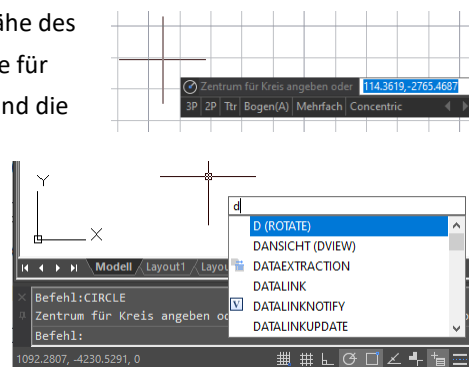 ähe des
e für
nd die
Zentrum für Kreis angeben oder 114.3619,-2765.4687
3P 2P Ttr Bogen(A) Mehrfach Concentric
Y
X
d
D (ROTATE)
DANSICHT (DVIEW)
DATAEXTRACTION
DATALINK
DATALINKNOTIFY
DATALINKUPDATE
Modell Layout1 Layou
Befehl:CIRCLE
Zentrum für Kreis angeben od
Befehl:
1092.2807, -4230.5291, 0